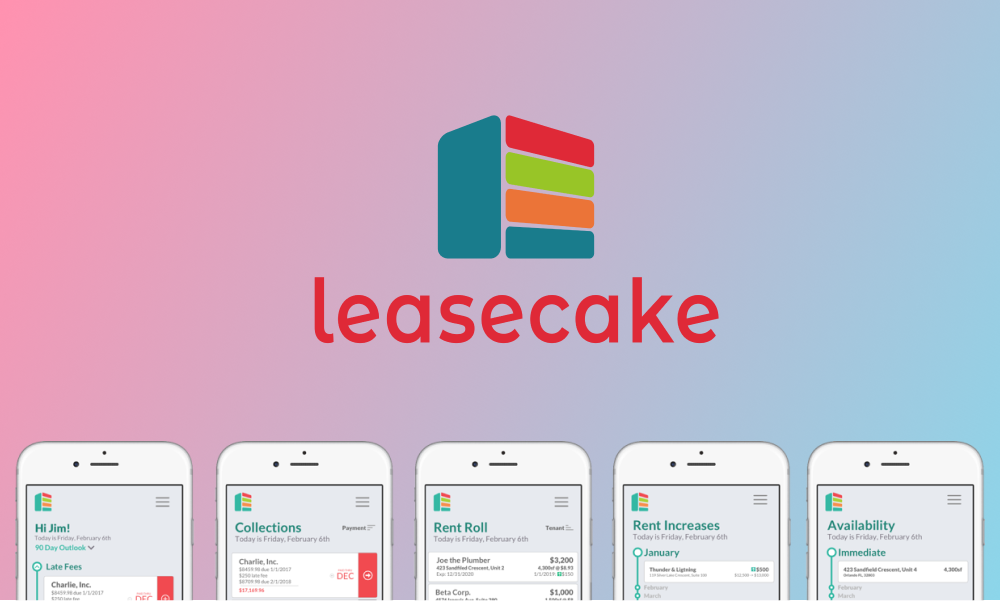 leasecake
Hi Jim!
Today is Friday, February 6th
90 Day Outlook
Late Fees
Charlie, Inc.
$8459.98 due 1/1/2017
$250 late fee
DEC
Collections
Payment
Today is Friday, February 6th
Charlie, Inc.
$8459.98 due 1/1/2017
$250 late fee
$8709.98 due 2/1/2018
$17,169.96
DEC
Rent Roll
Tenant
Today is Friday, February 6th
Joe the Plumber $3,200
423 Sandfiled Crescent, Unit 2 4,300sf @ $8.93
Exp: 12/31/2020 1/1/2019: $150
Beta Corp. $1,000
Rent Increases
Today is Friday, February 6th
January
Thunder & Ligtning $500
February
March
Availability
Today is Friday, February 6th
Immediate
423 Sandfield Crescent, Unit 4 4,300sf
Orlando FL, 32803
February
March